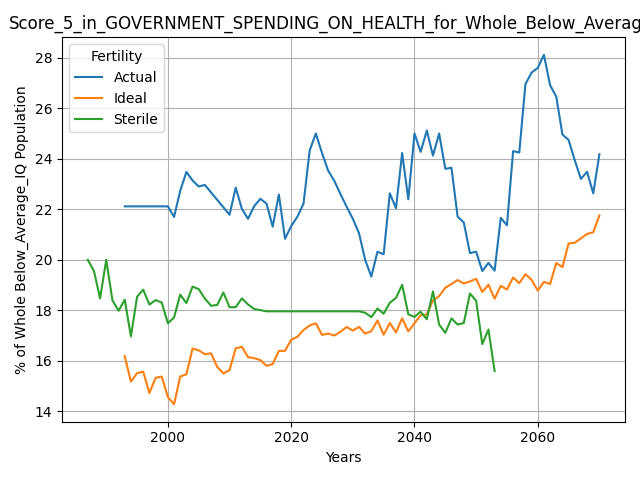 Score_5_in_GOVERNMENT_SPENDING_ON_HEALTH_for_Whole_Below_Averag
Fertility
Actual
Ideal
Sterile
% of Whole Below_Average_IQ Population
28
26
24
22
20
18
16
14
2000 2020 2040 2060
Years